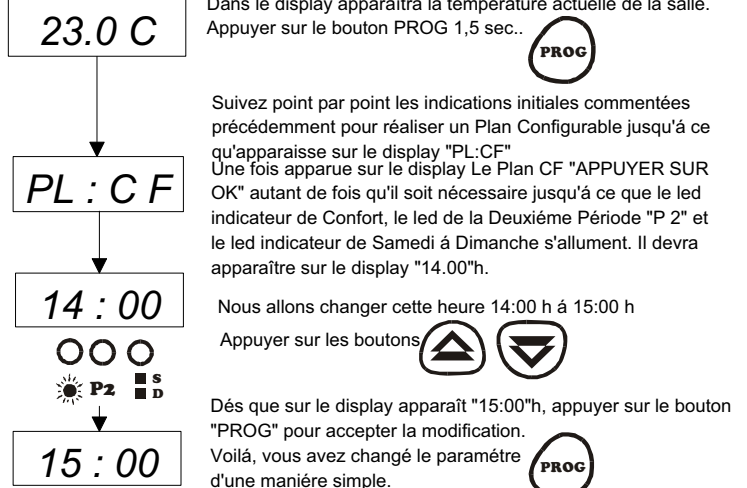 Dans le display apparaîtra la température actuelle de la salle.
23.0 C
Appuyer sur le bouton PROG 1,5 sec..
PROG
Suivez point par point les indications initiales commentées
précédemment pour réaliser un Plan Configurable jusqu'á ce
qu'apparaisse sur le display "PL:CF"
PL : C F
Une fois apparue sur le display Le Plan CF "APPUYER SUR
OK" autant de fois qu'il soit nécessaire jusqu'á ce que le led
indicateur de Confort, le led de la Deuxiéme Période "P 2" et
le led indicateur de Samedi á Dimanche s'allument. Il devra
apparaître sur le display "14.00"h.
14 : 00
Nous allons changer cette heure 14:00 h á 15:00 h
Appuyer sur les boutons
P2
S
D
Dés que sur le display apparaît "15:00"h, appuyer sur le bouton
"PROG" pour accepter la modification.
15 : 00
Voilá, vous avez changé le paramétre
d'une maniére simple.
PROG